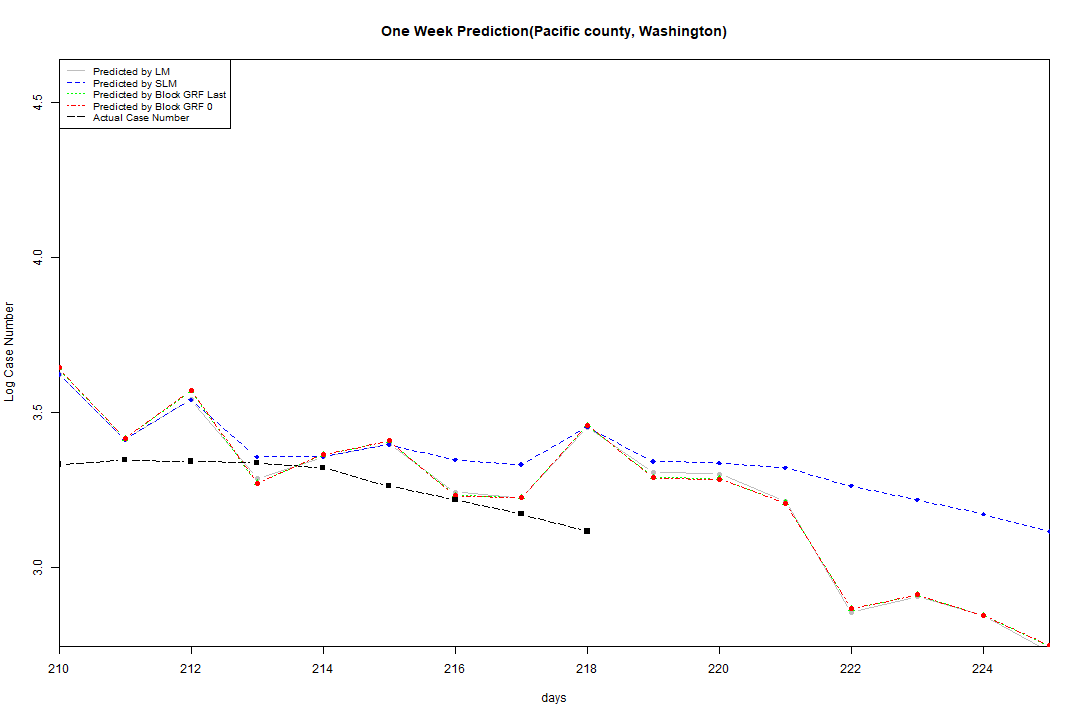 One Week Prediction(Pacific county, Washington)
Predicted by LM
Predicted by SLM
Predicted by Block GRF Last
Predicted by Block GRF 0
Actual Case Number
4.5
4.0
3.5
3.0
Log Case Number
210 212 214 216 218 220 222 224
days